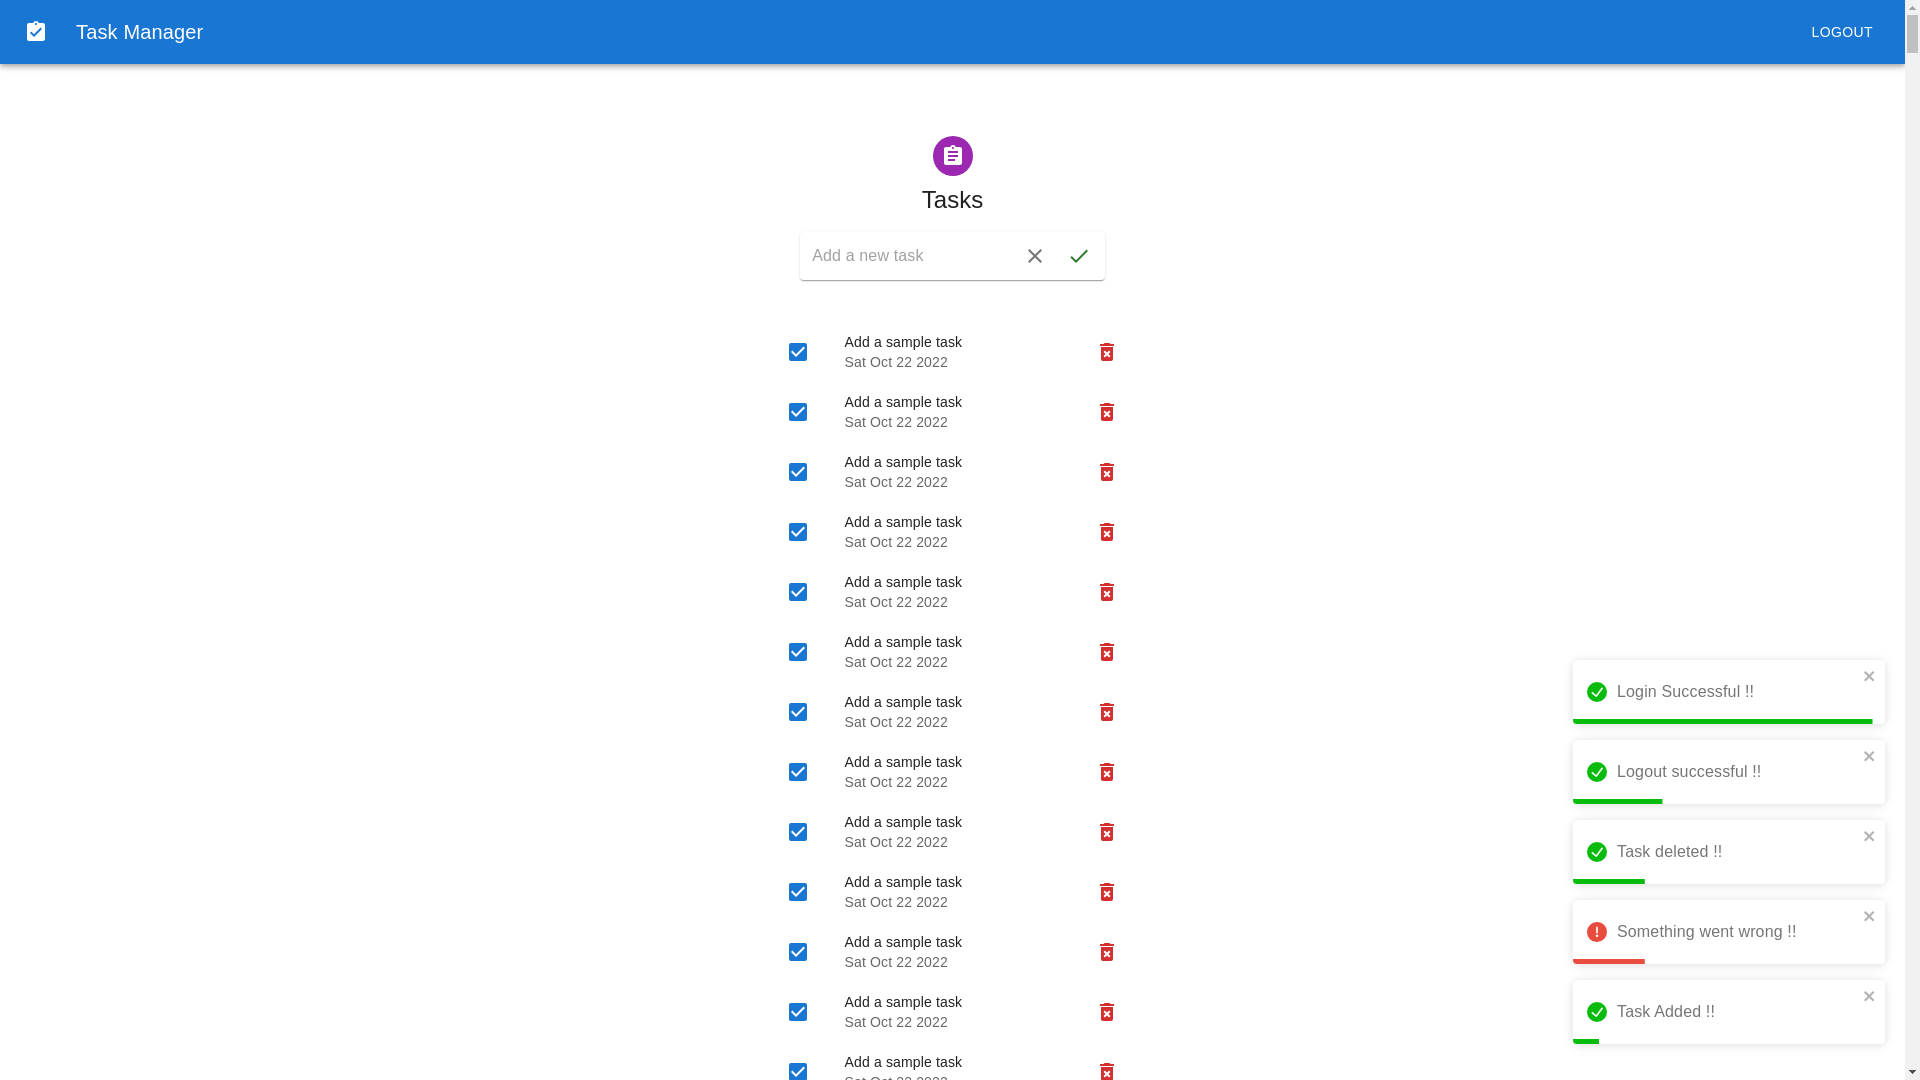 Task Manager
LOGOUT
Tasks
Add a new task
Add a sample task
Sat Oct 22 2022
Add a sample task
Sat Oct 22 2022
Add a sample task
Sat Oct 22 2022
Add a sample task
Sat Oct 22 2022
Add a sample task
Sat Oct 22 2022
Add a sample task
Sat Oct 22 2022
Add a sample task
Sat Oct 22 2022
Add a sample task
Sat Oct 22 2022
Add a sample task
Sat Oct 22 2022
Add a sample task
Sat Oct 22 2022
Add a sample task
Sat Oct 22 2022
Add a sample task
Sat Oct 22 2022
Add a sample task
Login Successful !!
Logout successful !!
Task deleted !!
Something went wrong !!
Task Added !!